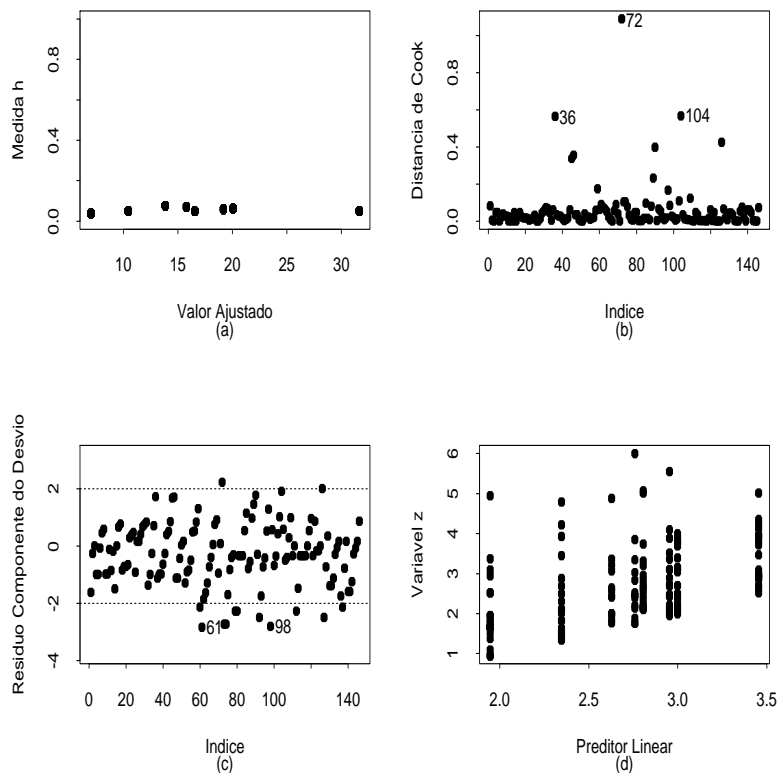 Medida h
0.0 0.4 0.8
10 15 20 25 30
Valor Ajustado
(a)
Distancia de Cook
0.0 0.4 0.8
72
36
104
0 20 40 60 80 100 140
Indice
(b)
Residuo Componente do Desvio
-4 -2 0 2
61
98
0 20 40 60 80 100 140
Indice
(c)
Variavel z
1 2 3 4 5 6
2.0 2.5 3.0 3.5
Preditor Linear
(d)